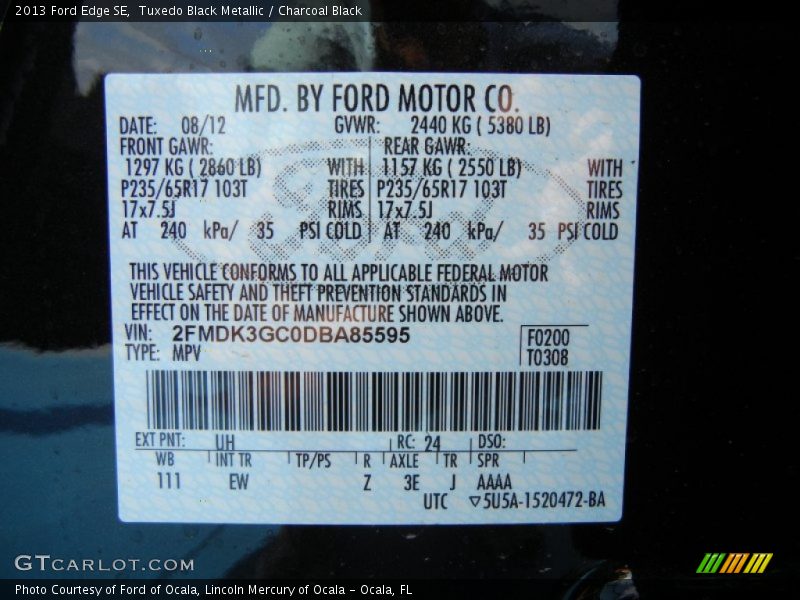 2013 Ford Edge SE, Tuxedo Black Metallic / Charcoal Black
MFD. BY FORD MOTOR CO.
DATE: 08/12 GVWR: 2440 KG ( 5380 LB)
FRONT GAWR: REAR GAWR:
1297 KG ( 2860 LB) WITH 1157 KG ( 2550 LB) WITH
P235/65R17 103T TIRES P235/65R17 103T TIRES
17x7.5J RIMS 17x7.5J RIMS
AT 240 kPa/ 35 PSI COLD AT 240 kPa/ 35 PSI COLD
THIS VEHICLE CONFORMS TO ALL APPLICABLE FEDERAL MOTOR
VEHICLE SAFETY AND THEFT PREVENTION STANDARDS IN
EFFECT ON THE DATE OF MANUFACTURE SHOWN ABOVE.
VIN: 2FMDK3GC0DBA85595 F0200
TYPE: MPV T0308
EXT PNT: UH RC: 24 DSO:
WB INT TR TP/PS R AXLE TR SPR
111 EW Z 3E J AAAA
UTC ▽5U5A-1520472-BA
GTCARLOT.COM
Photo Courtesy of Ford of Ocala, Lincoln Mercury of Ocala - Ocala, FL